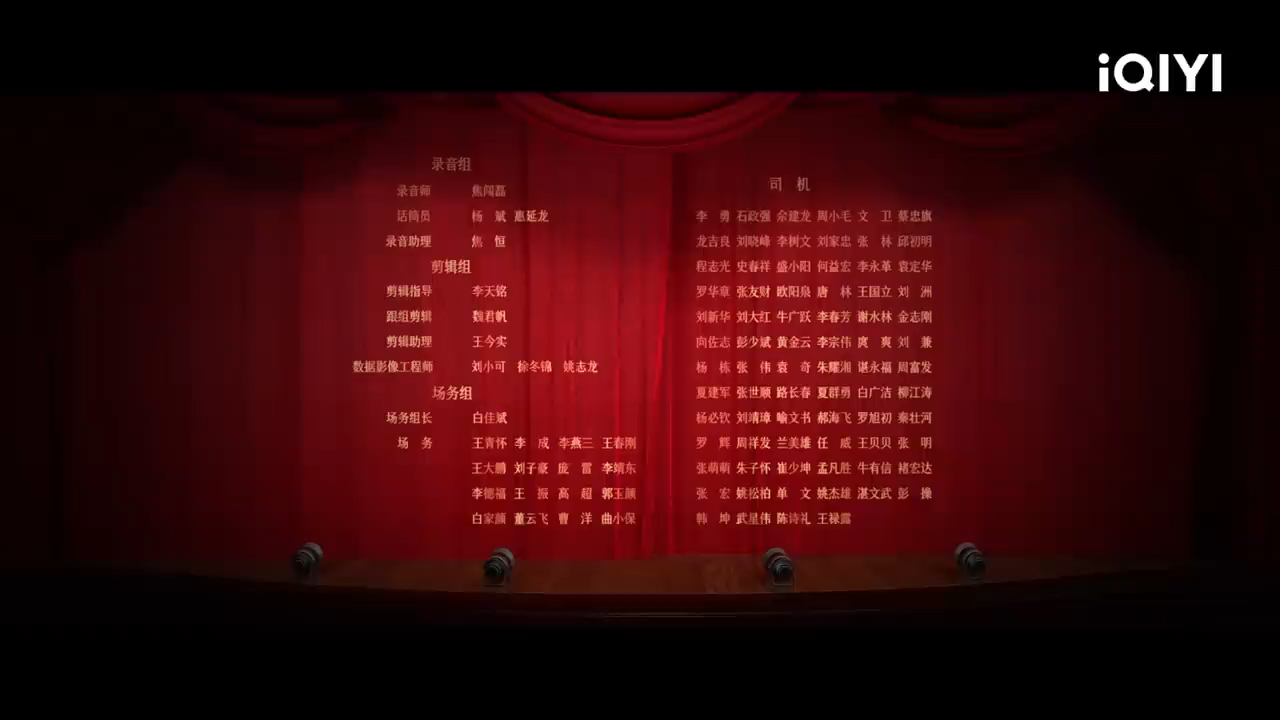 iQIYI
录音组
录音师 焦闯磊
话筒员 杨 斌 惠延龙
录音助理 焦 恒
剪辑组
剪辑指导 李天铭
跟组剪辑 魏君帆
剪辑助理 王今实
数据影像工程师 刘小可 徐冬锦 姚志龙
场务组
场务组长 白佳斌
场 务 王青怀 李 成 李燕三 王春刚
王大鹏 刘子豪 庞 雷 李靖东
李德福 王 振 高 超 郭玉颜
白家颜 董云飞 曹 洋 曲小保
司 机
李 勇 石政强 余建龙 周小毛 文 卫 蔡忠旗
龙吉良 刘晓峰 李树文 刘家忠 张 林 邱初明
程志光 史春祥 盛小阳 何益宏 李永革 袁定华
罗华章 张友财 欧阳泉 唐 林 王国立 刘 洲
刘新华 刘大红 牛广跃 李春芳 谢水林 金志刚
向佐志 彭少斌 黄金云 李宗伟 庹 爽 刘 兼
杨 栋 张 伟 袁 奇 朱耀湘 谌永福 周富发
夏建军 张世顺 路长春 夏群勇 白广洁 柳江涛
杨必钦 刘靖璋 喻文书 郝海飞 罗旭初 秦壮河
罗 辉 周祥发 兰美雄 任 威 王贝贝 张 明
张萌萌 朱子怀 崔少坤 孟凡胜 牛有信 褚宏达
张 宏 姚松柏 单 文 姚杰雄 湛文武 彭 操
韩 坤 武星伟 陈诗礼 王禄露